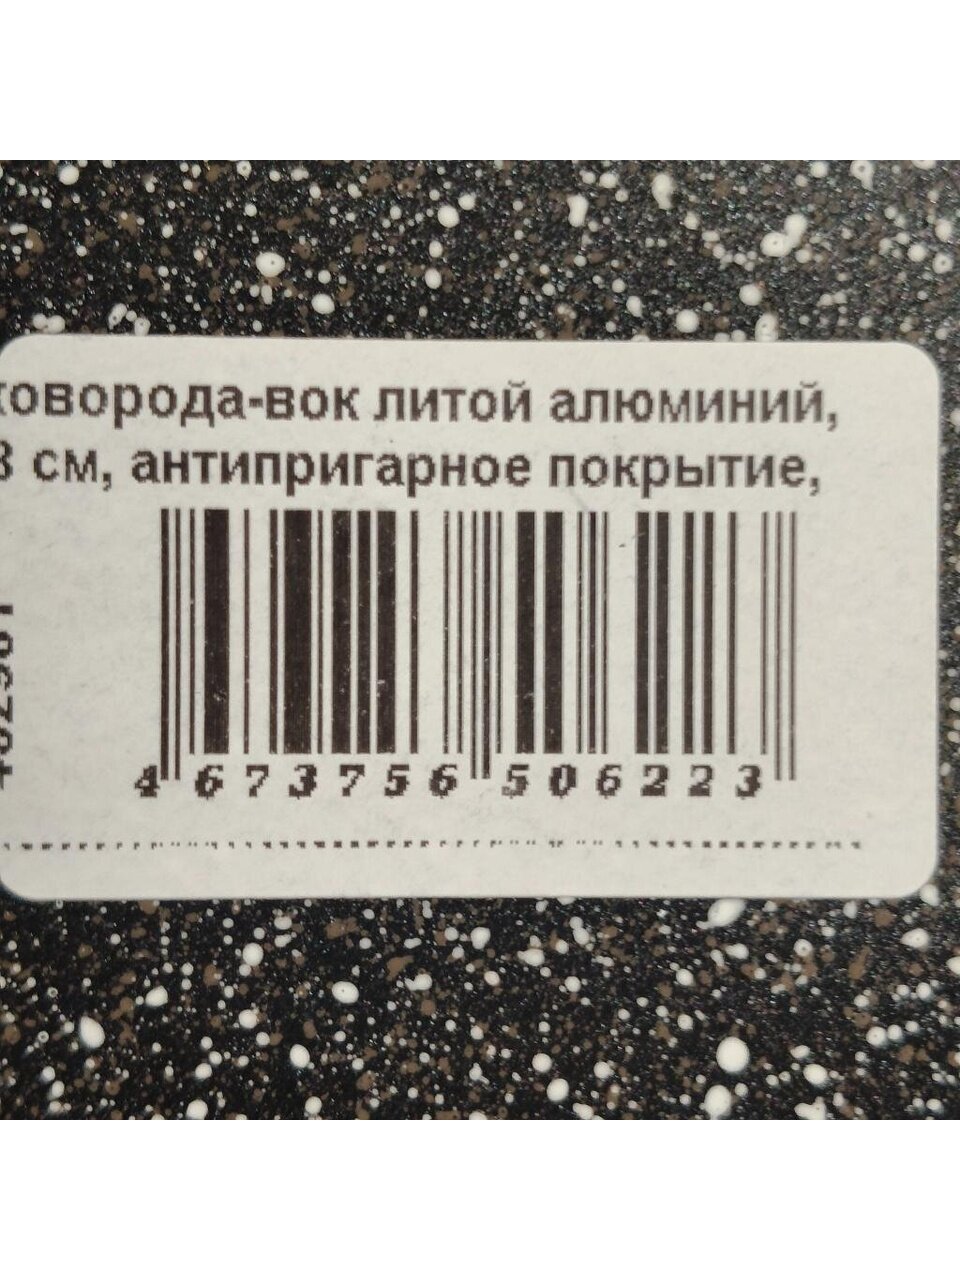 коворода-вок литой алюминий,
8 см, антипригарное покрытие,
4 673756 506223